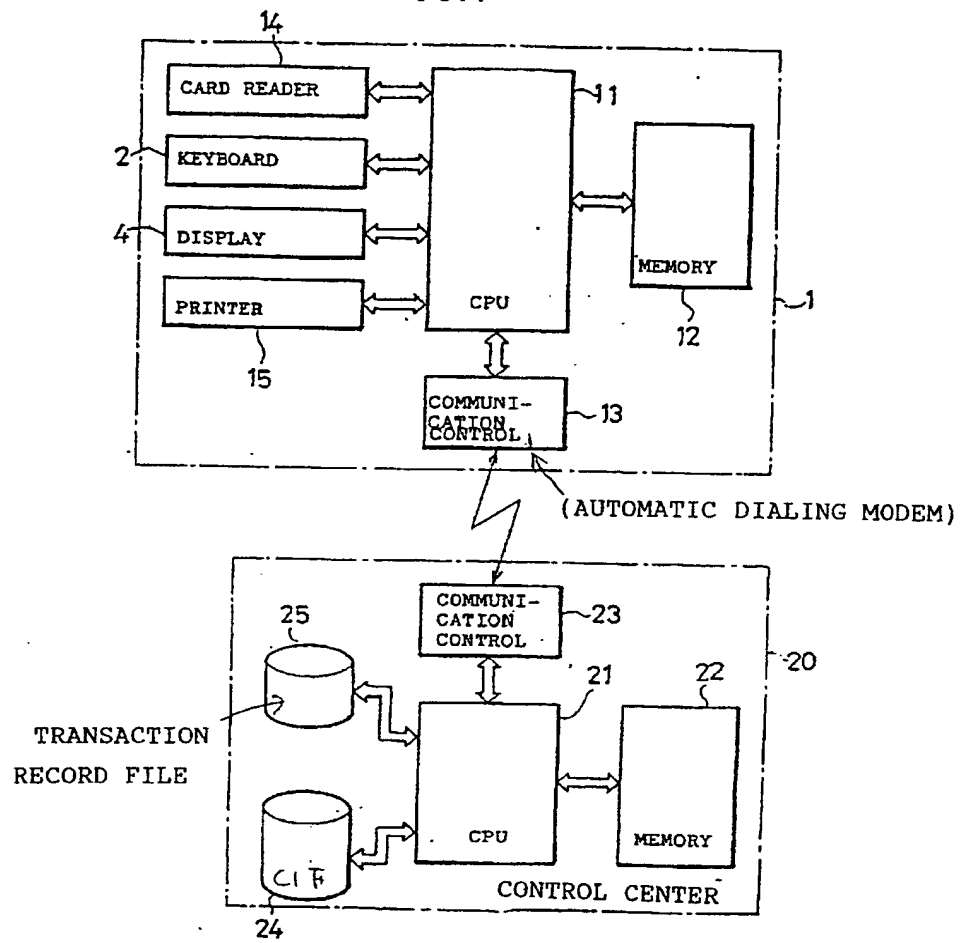 14
CARD READER
11
2
KEYBOARD
4
DISPLAY
MEMORY
CPU
1
PRINTER
12
15
COMMUNI-
CATION
CONTROL
13
(AUTOMATIC DIALING MODEM)
COMMUNI-
CATION
CONTROL
23
25
20
21
22
TRANSACTION
RECORD FILE
CPU
MEMORY
CIF
CONTROL CENTER
24